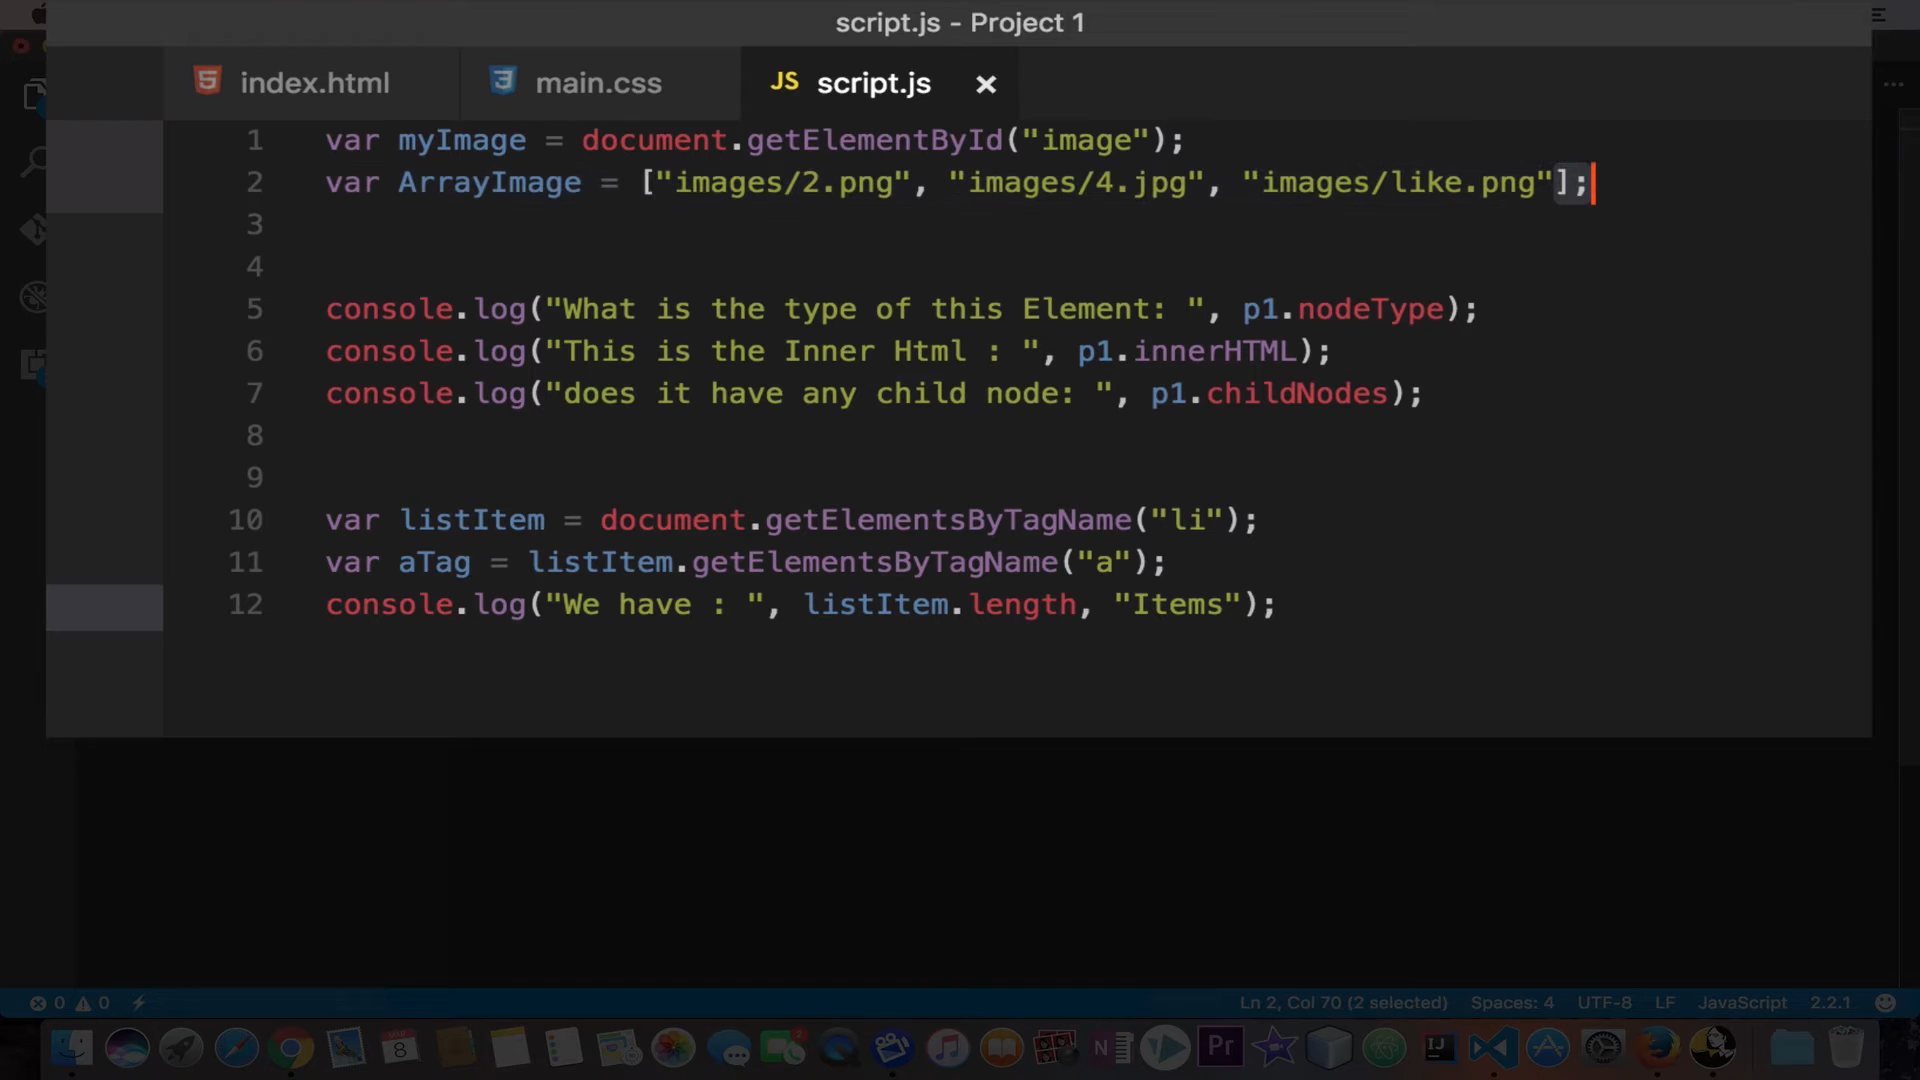 script.js - Project 1
index.html
main.css
JS script.js
1 var myImage = document.getElementById("image");
2 var ArrayImage = ["images/2.png", "images/4.jpg", "images/like.png"];
3
4
5 console.log("What is the type of this Element: ", p1.nodeType);
6 console.log("This is the Inner Html : ", p1.innerHTML);
7 console.log("does it have any child node: ", p1.childNodes);
8
9
10 var listItem = document.getElementsByTagName("li");
11 var aTag = listItem.getElementsByTagName("a");
12 console.log("We have : ", listItem.length, "Items");
0 0 Ln 2, Col 70 (2 selected) Spaces: 4 UTF-8 LF JavaScript 2.2.1
8 N Pr IJ